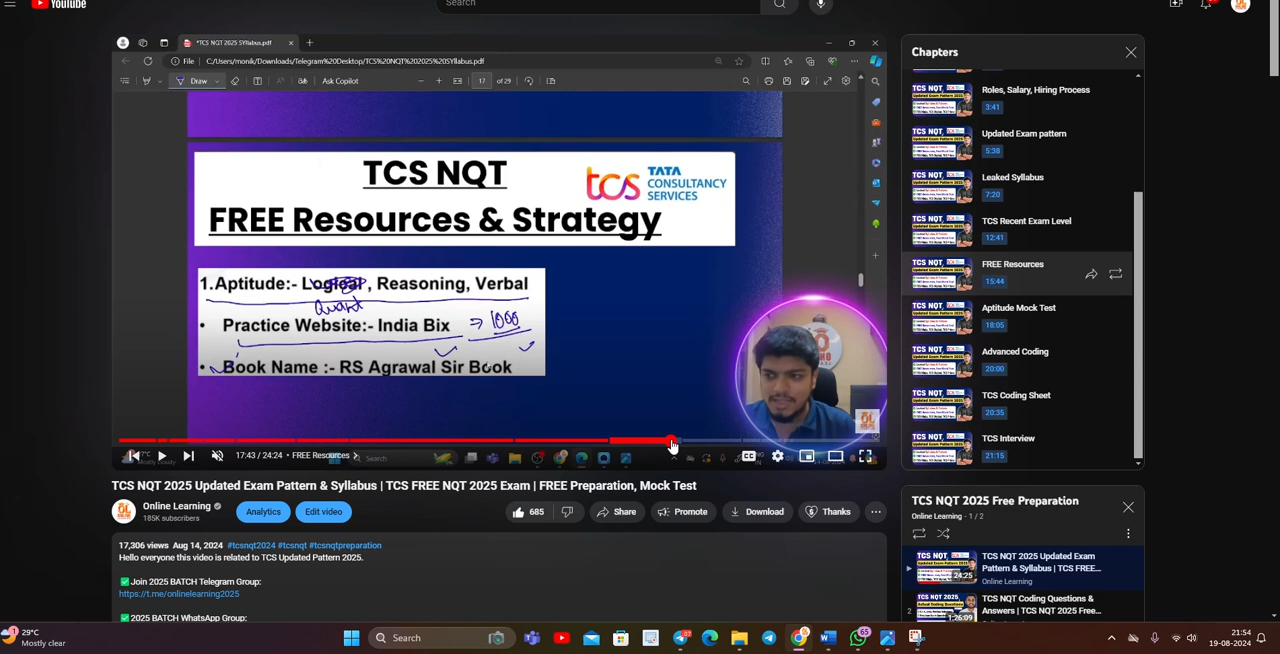 YouTube
Search
*TCS NQT 2025 SYllabus.pdf
File C:/Users/monik/Downloads/Telegram%20Desktop/TCS%20NQT%202025%20SYllabus.pdf
Draw
Ask Copilot
17 of 29
TCS NQT
FREE Resources & Strategy
tcs TATA
CONSULTANCY
SERVICES
1.Aptitude:- Logical, Reasoning, Verbal
Quant
• Practice Website:- India Bix => 1000
• Book Name :- RS Agrawal Sir Book
17:43 / 24:24 • FREE Resources
Search
TCS NQT 2025 Updated Exam Pattern & Syllabus | TCS FREE NQT 2025 Exam | FREE Preparation, Mock Test
Online Learning
185K subscribers
Analytics
Edit video
685
Share
Promote
Download
Thanks
17,306 views Aug 14, 2024 #tcsnqt2024 #tcsnqt #tcsnqtpreparation
Hello everyone this video is related to TCS Updated Pattern 2025.
✅Join 2025 BATCH Telegram Group:
https://t.me/onlinelearning2025
✅2025 BATCH WhatsApp Group:
Chapters
Roles, Salary, Hiring Process
3:41
Updated Exam pattern
5:38
Leaked Syllabus
7:20
TCS Recent Exam Level
12:41
FREE Resources
15:44
Aptitude Mock Test
18:05
Advanced Coding
20:00
TCS Coding Sheet
20:35
TCS Interview
21:15
TCS NQT 2025 Free Preparation
Online Learning - 1 / 2
TCS NQT 2025 Updated Exam
Pattern & Syllabus | TCS FREE...
Online Learning
24:25
2
TCS NQT Coding Questions &
Answers | TCS NQT 2025 Free...
1:26:09
29°C
Mostly clear
Search
65
21:54
19-08-2024